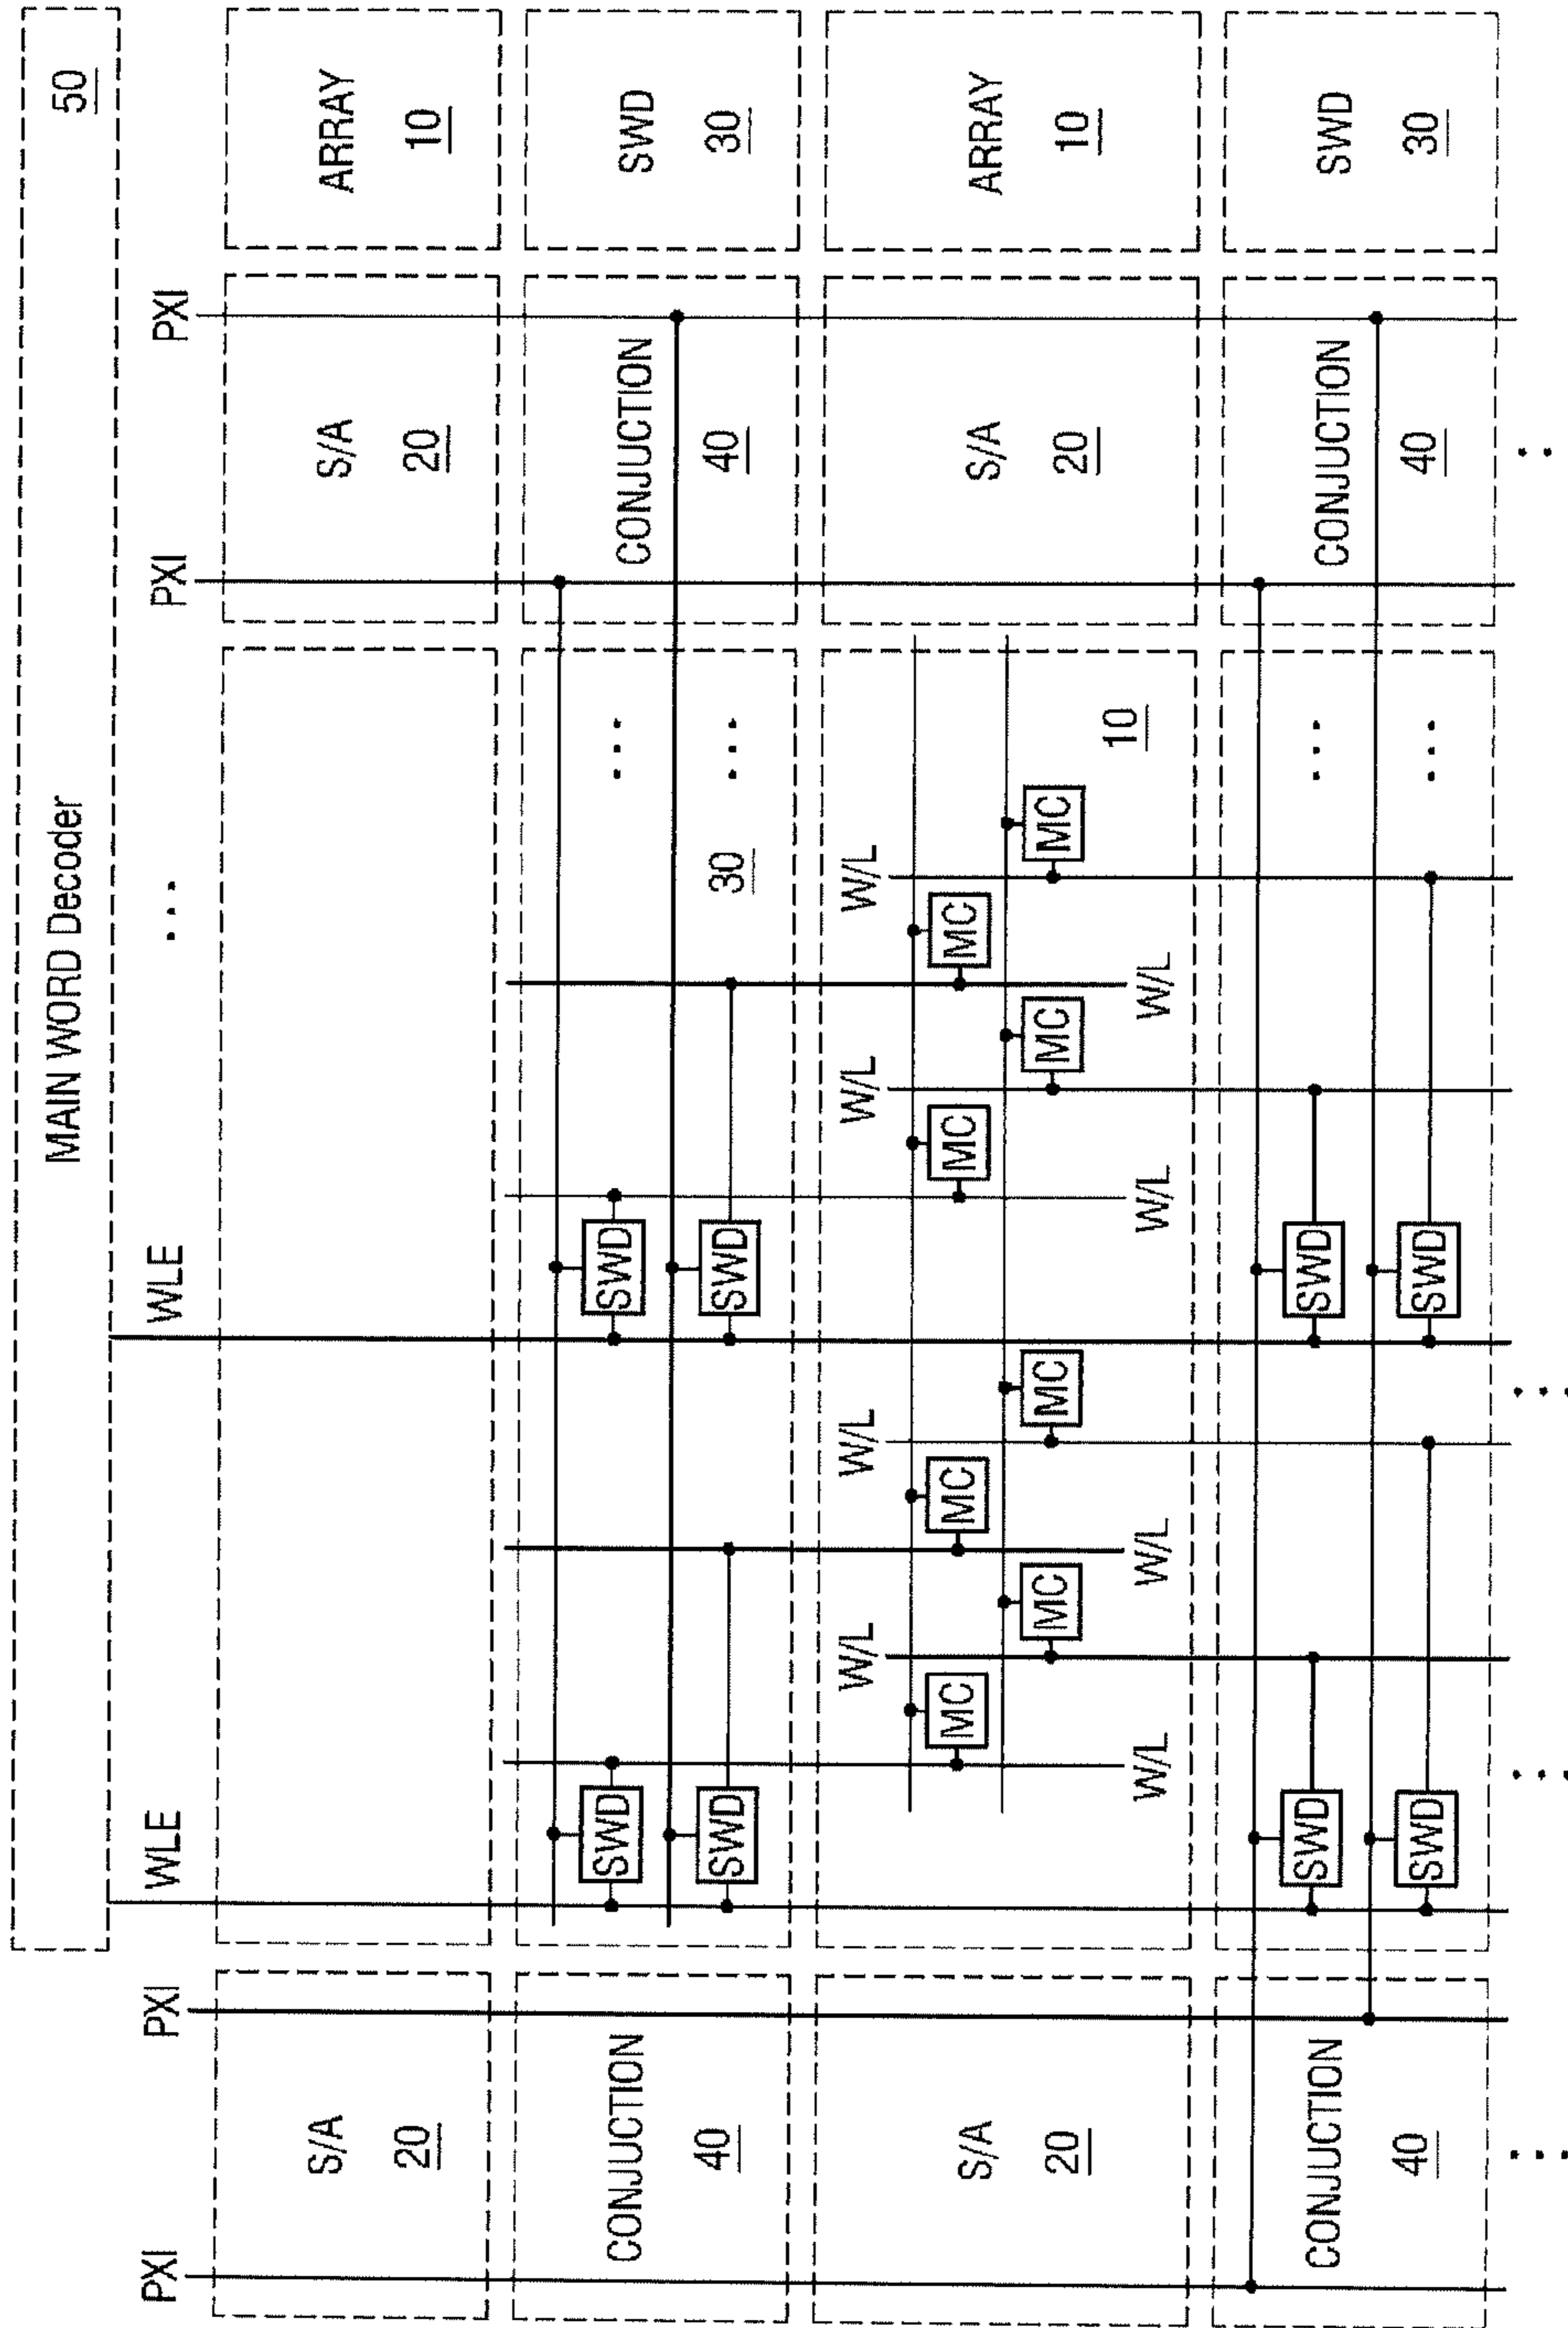 MAIN WORD Decoder 50
PXI PXI WLE WLE ... PXI PXI
S/A S/A ARRAY
20 20 10
CONJUCTION SWD SWD ... CONJUCTION SWD
40 SWD SWD 30 ... 40 30
W/L W/L W/L W/L
S/A MC MC MC MC S/A ARRAY
20 MC MC MC MC 20 10
W/L W/L W/L W/L 10
CONJUCTION SWD SWD ... CONJUCTION SWD
40 SWD SWD ... 40 30